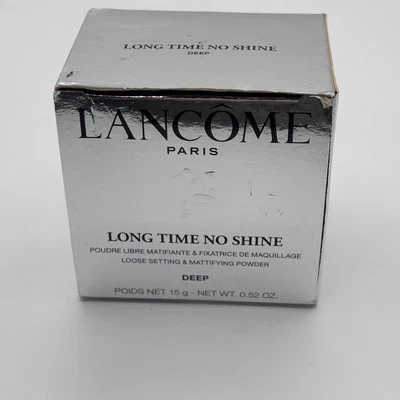 LONG TIME NO SHINE
DEEP
LANCÔME
PARIS
LONG TIME NO SHINE
POUDRE LIBRE MATIFIANTE & FIXATRICE DE MAQUILLAGE
LOOSE SETTING & MATTIFYING POWDER
DEEP
POIDS NET 15 g - NET WT. 0.52 OZ.